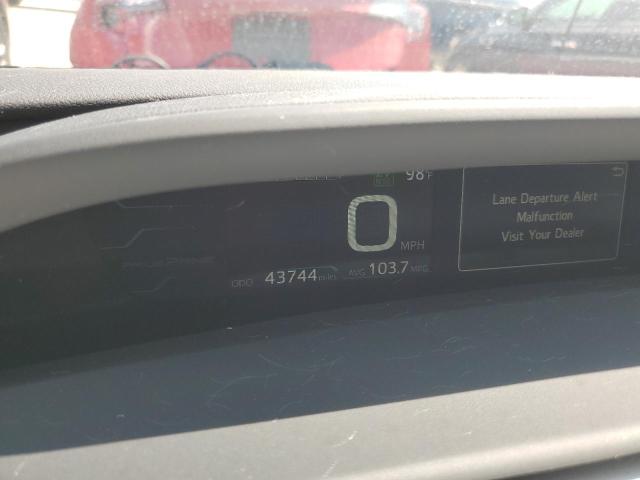 98°F
0 MPH
ODO 43744 miles AVG 103.7 MPG
Lane Departure Alert
Malfunction
Visit Your Dealer